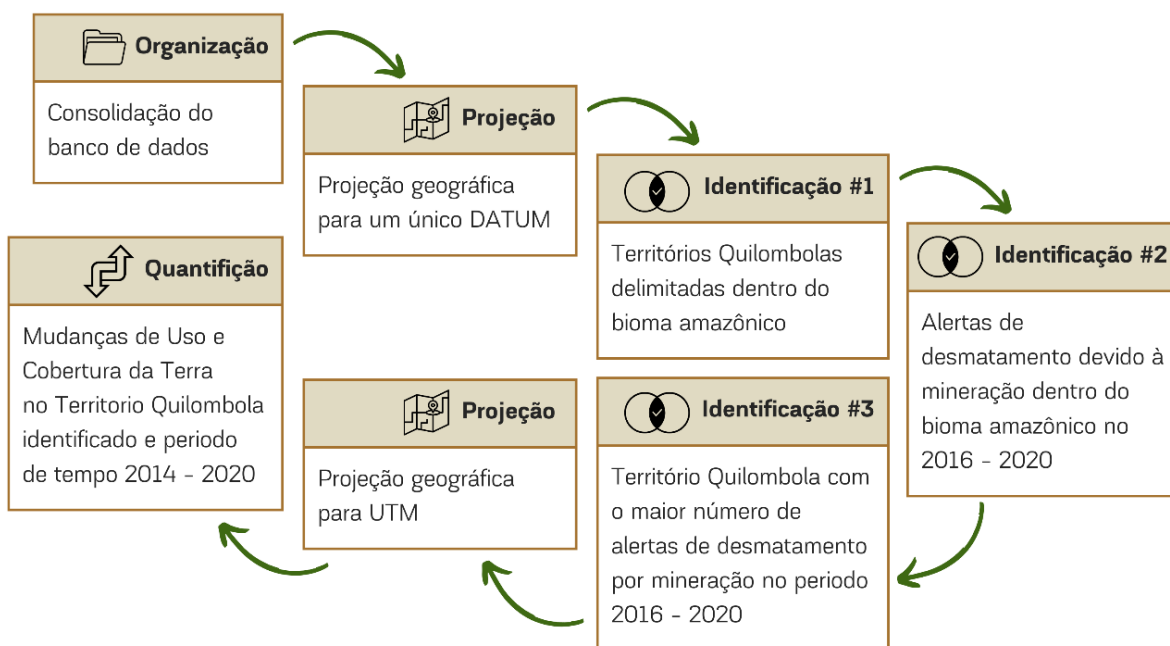 Organização
Consolidação do
banco de dados
Projeção
Projeção geográfica
para um único DATUM
Identificação #1
Territórios Quilombolas
delimitadas dentro do
bioma amazônico
Identificação #2
Alertas de
desmatamento devido à
mineração dentro do
bioma amazônico no
2016 - 2020
Identificação #3
Território Quilombola com
o maior número de
alertas de desmatamento
por mineração no periodo
2016 - 2020
Projeção
Projeção geográfica
para UTM
Quantifição
Mudanças de Uso e
Cobertura da Terra
no Territorio Quilombola
identificado e periodo
de tempo 2014 - 2020